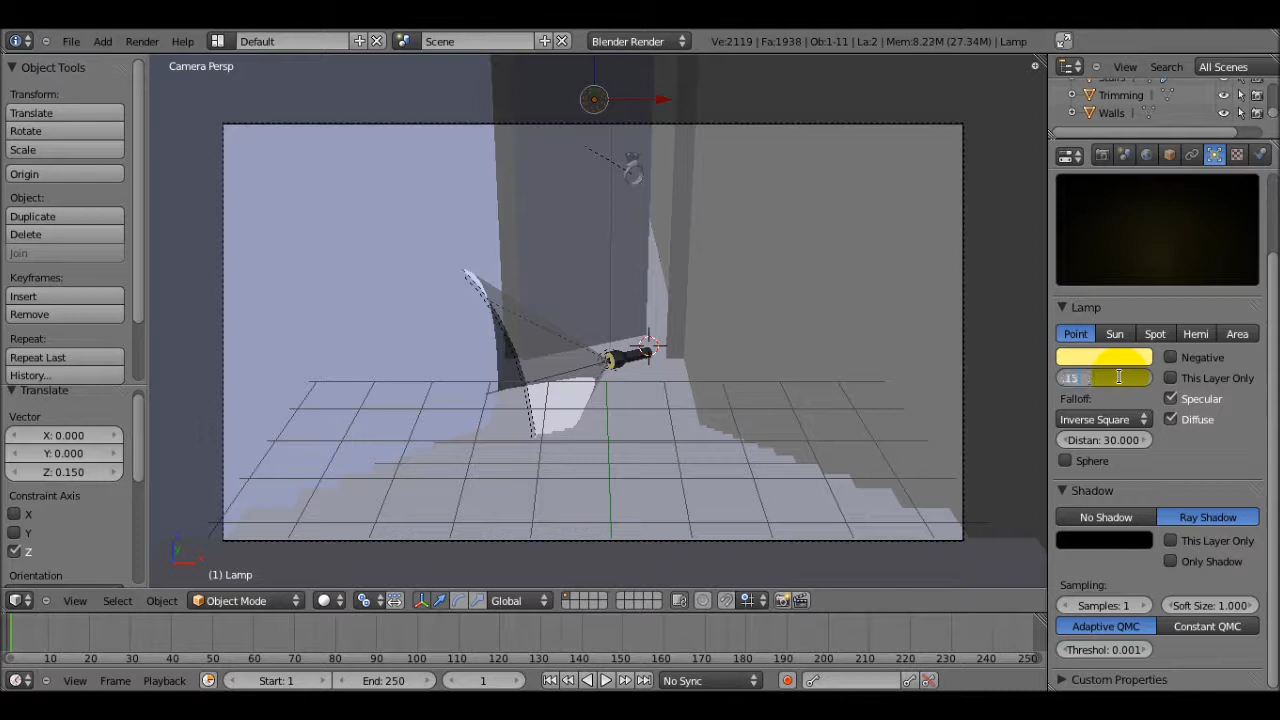 File Add Render Help Default Scene Blender Render Ve:2119 | Fa:1938 | Ob:1-11 | La:2 | Mem:8.22M (27.34M) | Lamp
Object Tools
Transform:
Translate
Rotate
Scale
Origin
Object:
Duplicate
Delete
Join
Keyframes:
Insert
Remove
Repeat:
Repeat Last
History...
Translate
Vector
X: 0.000
Y: 0.000
Z: 0.150
Constraint Axis
X
Y
Z
Orientation
Camera Persp
(1) Lamp
View Select Object Object Mode Global
View Search All Scenes
Trimming
Walls
Lamp
Point Sun Spot Hemi Area
Negative
.15 This Layer Only
Falloff: Specular
Inverse Square Diffuse
Distan: 30.000
Sphere
Shadow
No Shadow Ray Shadow
This Layer Only
Only Shadow
Sampling:
Samples: 1 Soft Size: 1.000
Adaptive QMC Constant QMC
Threshol: 0.001
Custom Properties
10 20 30 40 50 60 70 80 90 100 110 120 130 140 150 160 170 180 190 200 210 220 230 240 250
View Frame Playback Start: 1 End: 250 1 No Sync